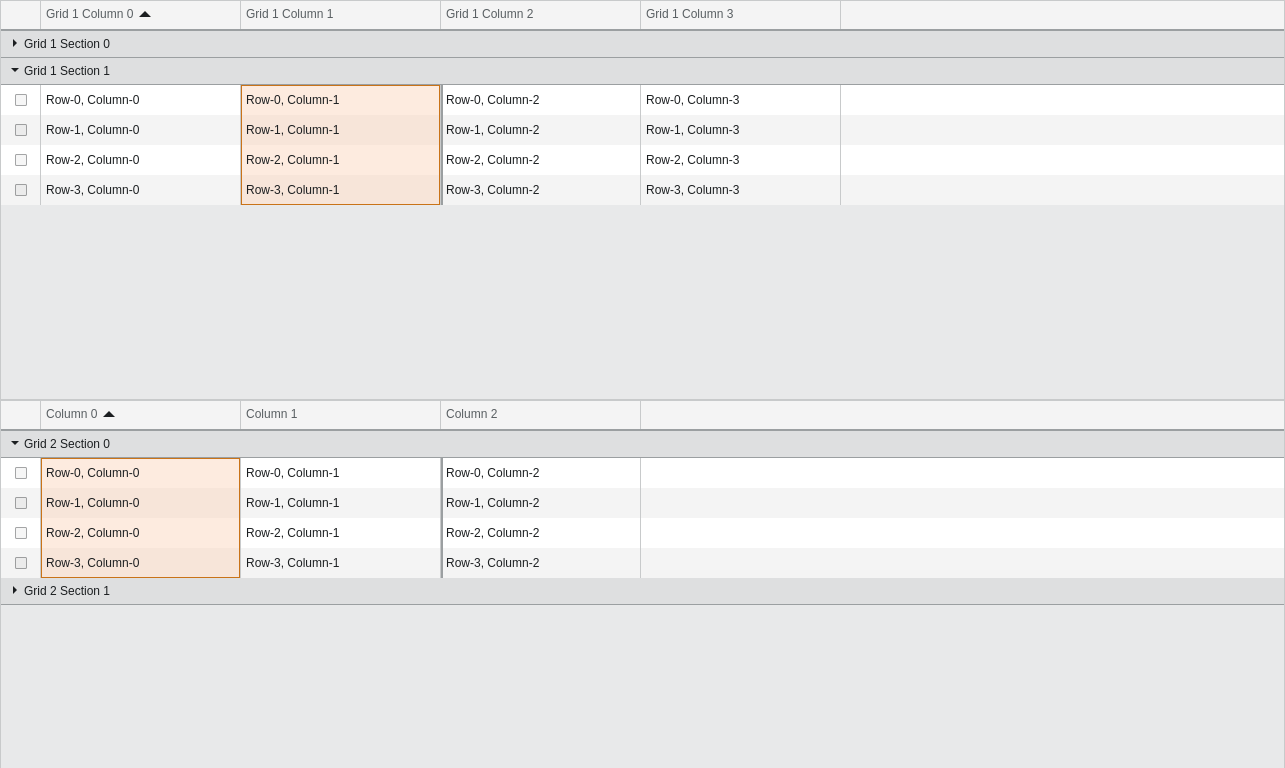 Grid 1 Column 0 Grid 1 Column 1 Grid 1 Column 2 Grid 1 Column 3
Grid 1 Section 0
Grid 1 Section 1
Row-0, Column-0 Row-0, Column-1 Row-0, Column-2 Row-0, Column-3
Row-1, Column-0 Row-1, Column-1 Row-1, Column-2 Row-1, Column-3
Row-2, Column-0 Row-2, Column-1 Row-2, Column-2 Row-2, Column-3
Row-3, Column-0 Row-3, Column-1 Row-3, Column-2 Row-3, Column-3
Column 0 Column 1 Column 2
Grid 2 Section 0
Row-0, Column-0 Row-0, Column-1 Row-0, Column-2
Row-1, Column-0 Row-1, Column-1 Row-1, Column-2
Row-2, Column-0 Row-2, Column-1 Row-2, Column-2
Row-3, Column-0 Row-3, Column-1 Row-3, Column-2
Grid 2 Section 1